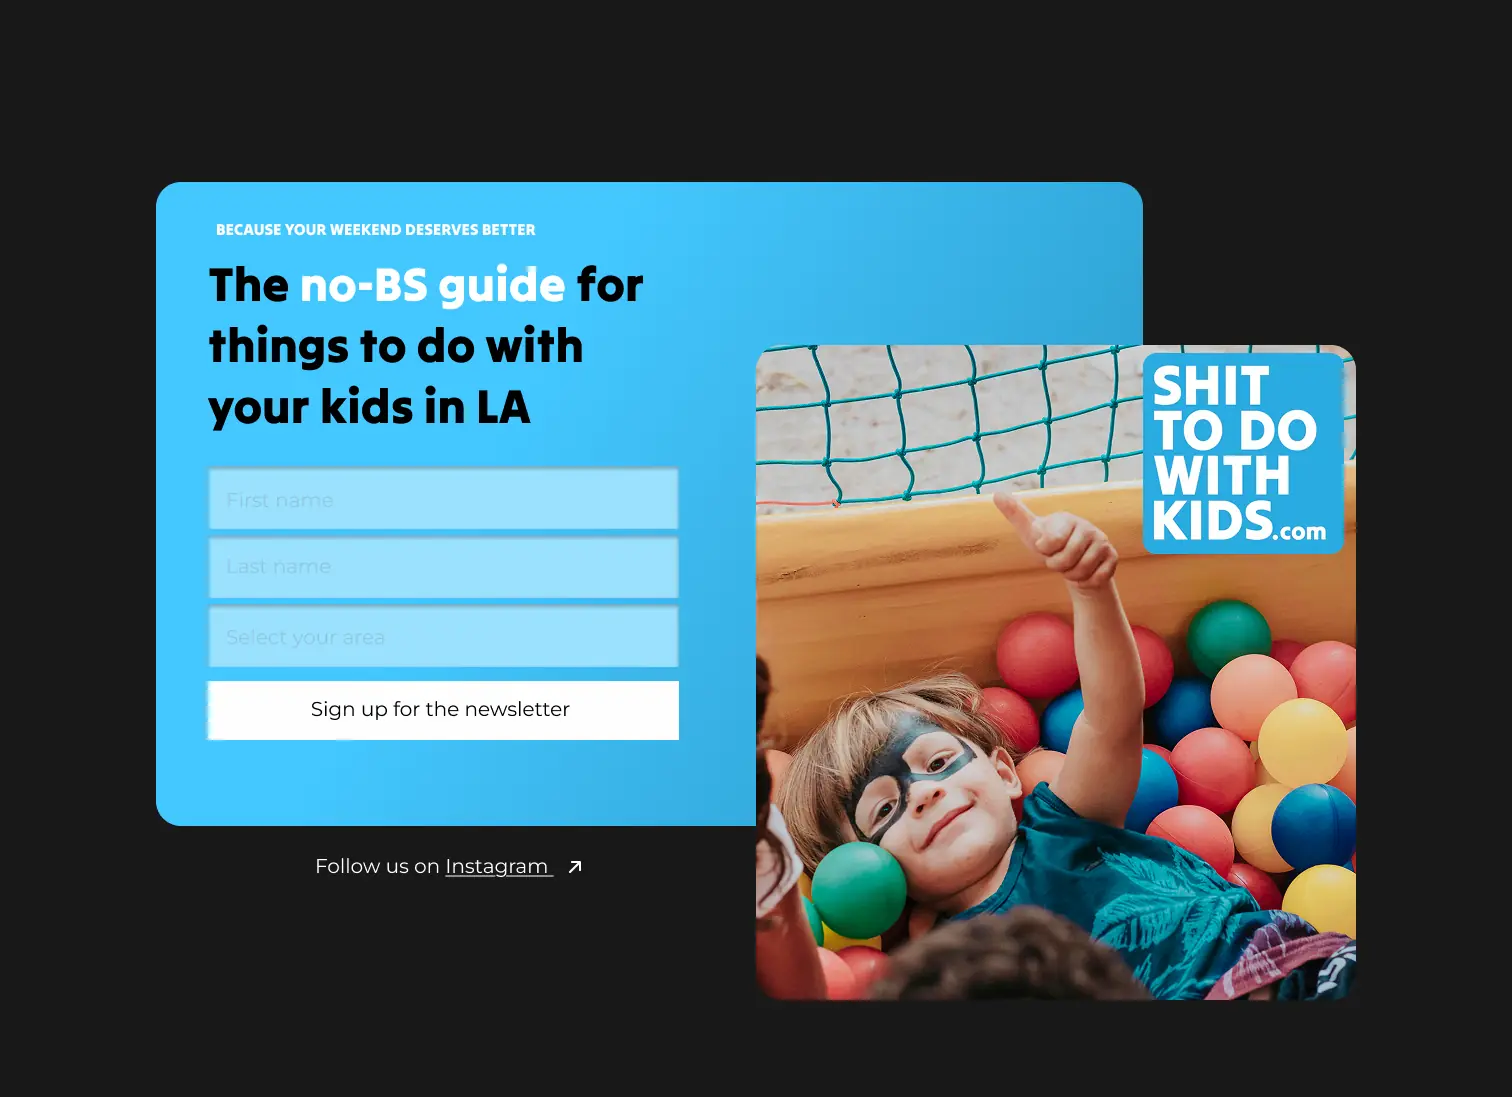 BECAUSE YOUR WEEKEND DESERVES BETTER
The no-BS guide for
things to do with
your kids in LA
First name
Last name
Select your area
Sign up for the newsletter
Follow us on Instagram
SHIT
TO DO
WITH
KIDS.com